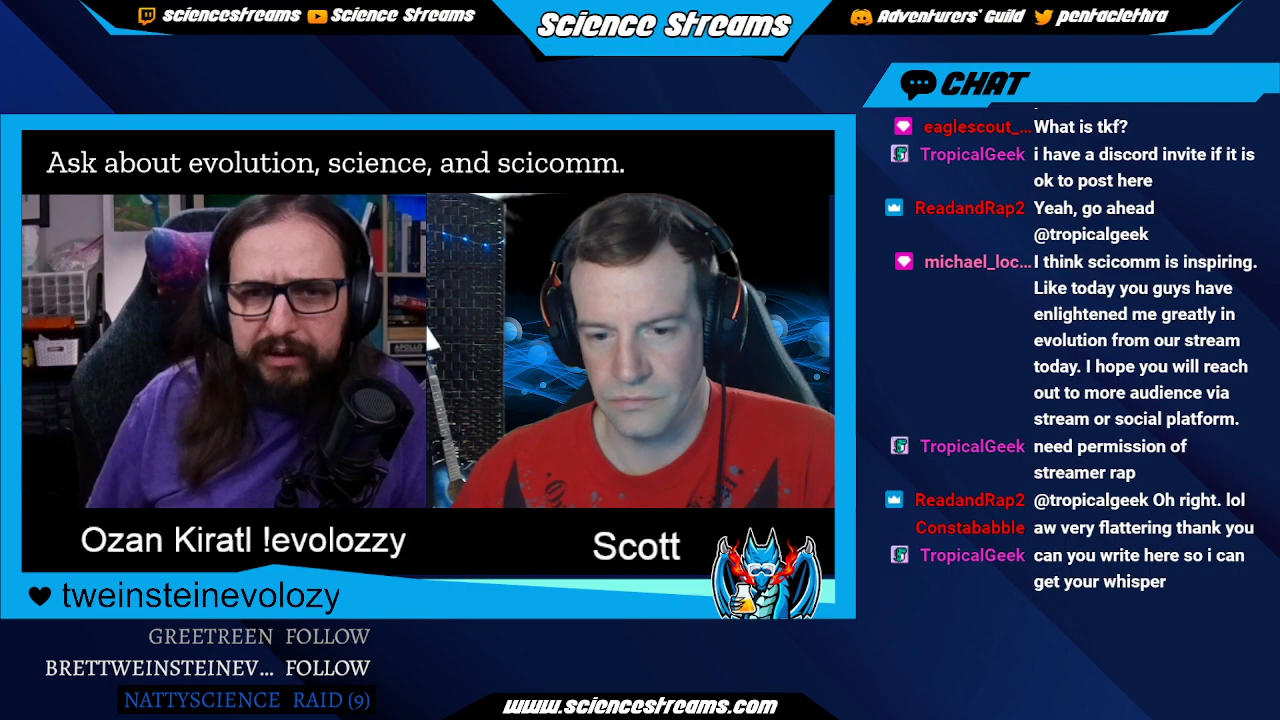 sciencestreams Science Streams
Science Streams
Adventurers' Guild pentaclethra
CHAT
eaglescout_... What is tkf?
TropicalGeek i have a discord invite if it is
ok to post here
ReadandRap2 Yeah, go ahead
@tropicalgeek
michael_loc... I think scicomm is inspiring.
Like today you guys have
enlightened me greatly in
evolution from our stream
today. I hope you will reach
out to more audience via
stream or social platform.
TropicalGeek need permission of
streamer rap
ReadandRap2 @tropicalgeek Oh right. lol
Constababble aw very flattering thank you
TropicalGeek can you write here so i can
get your whisper
Ask about evolution, science, and scicomm.
APOLLO
Ozan Kiratl !evolozzy
Scott
tweinsteinevolozy
GREETREEN FOLLOW
BRETTWEINSTEINEV... FOLLOW
NATTYSCIENCE RAID (9)
www.sciencestreams.com